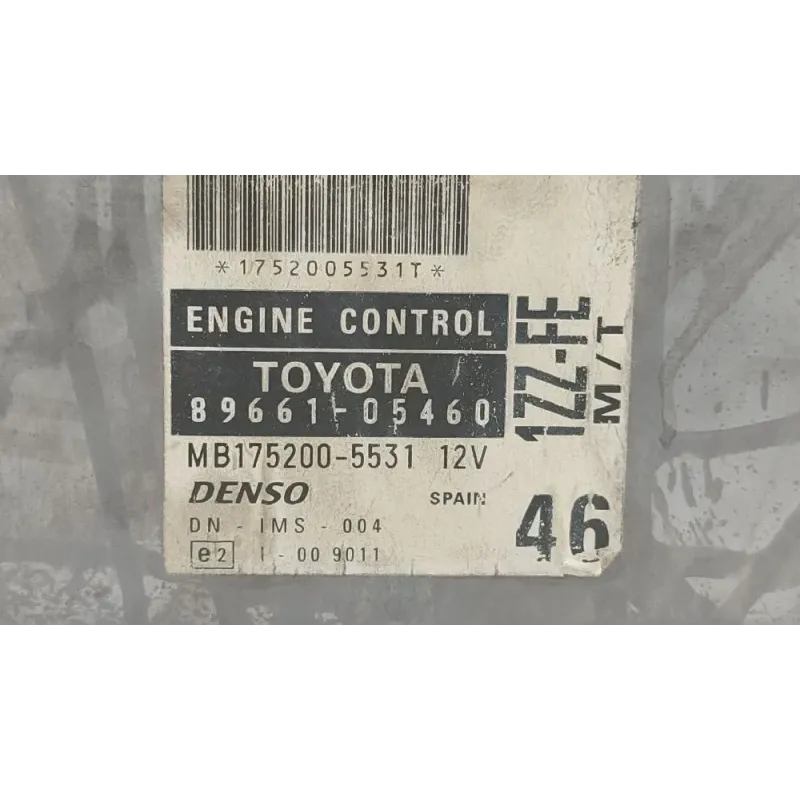 *1752005531T*
ENGINE CONTROL
TOYOTA
89661-05460
MB175200-5531 12V
DENSO SPAIN
DN - IMS - 004
e2 I - 00 9011
1ZZ-FE
M/T
46